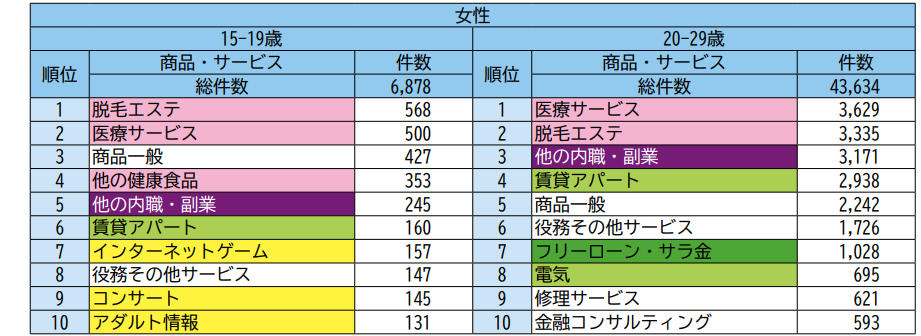 女性
15-19歳 20-29歳
順位 商品・サービス 件数 順位 商品・サービス 件数
総件数 6,878 総件数 43,634
1 脱毛エステ 568 1 医療サービス 3,629
2 医療サービス 500 2 脱毛エステ 3,335
3 商品一般 427 3 他の内職・副業 3,171
4 他の健康食品 353 4 賃貸アパート 2,938
5 他の内職・副業 245 5 商品一般 2,242
6 賃貸アパート 160 6 役務その他サービス 1,726
7 インターネットゲーム 157 7 フリーローン・サラ金 1,028
8 役務その他サービス 147 8 電気 695
9 コンサート 145 9 修理サービス 621
10 アダルト情報 131 10 金融コンサルティング 593